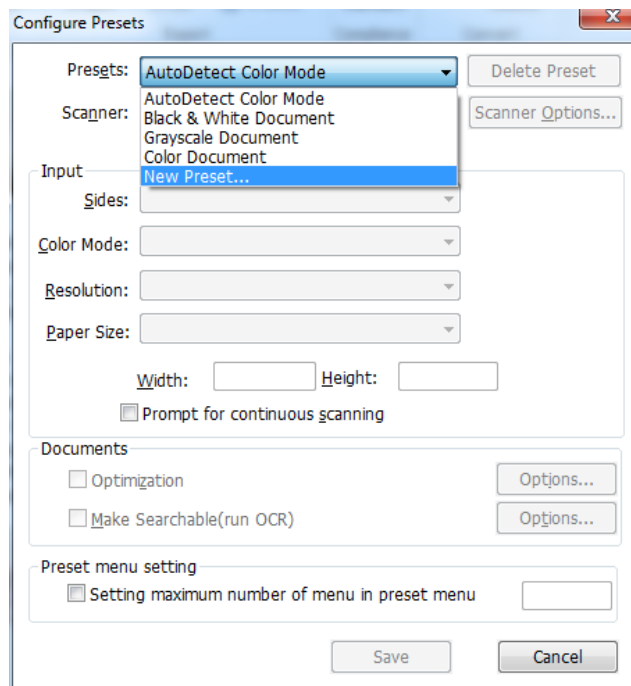 Configure Presets
Presets: AutoDetect Color Mode Delete Preset
AutoDetect Color Mode
Scanner: Black & White Document Scanner Options...
Grayscale Document
Color Document
New Preset...
Input
Sides:
Color Mode:
Resolution:
Paper Size:
Width: Height:
Prompt for continuous scanning
Documents
Optimization Options...
Make Searchable(run OCR) Options...
Preset menu setting
Setting maximum number of menu in preset menu
Save Cancel